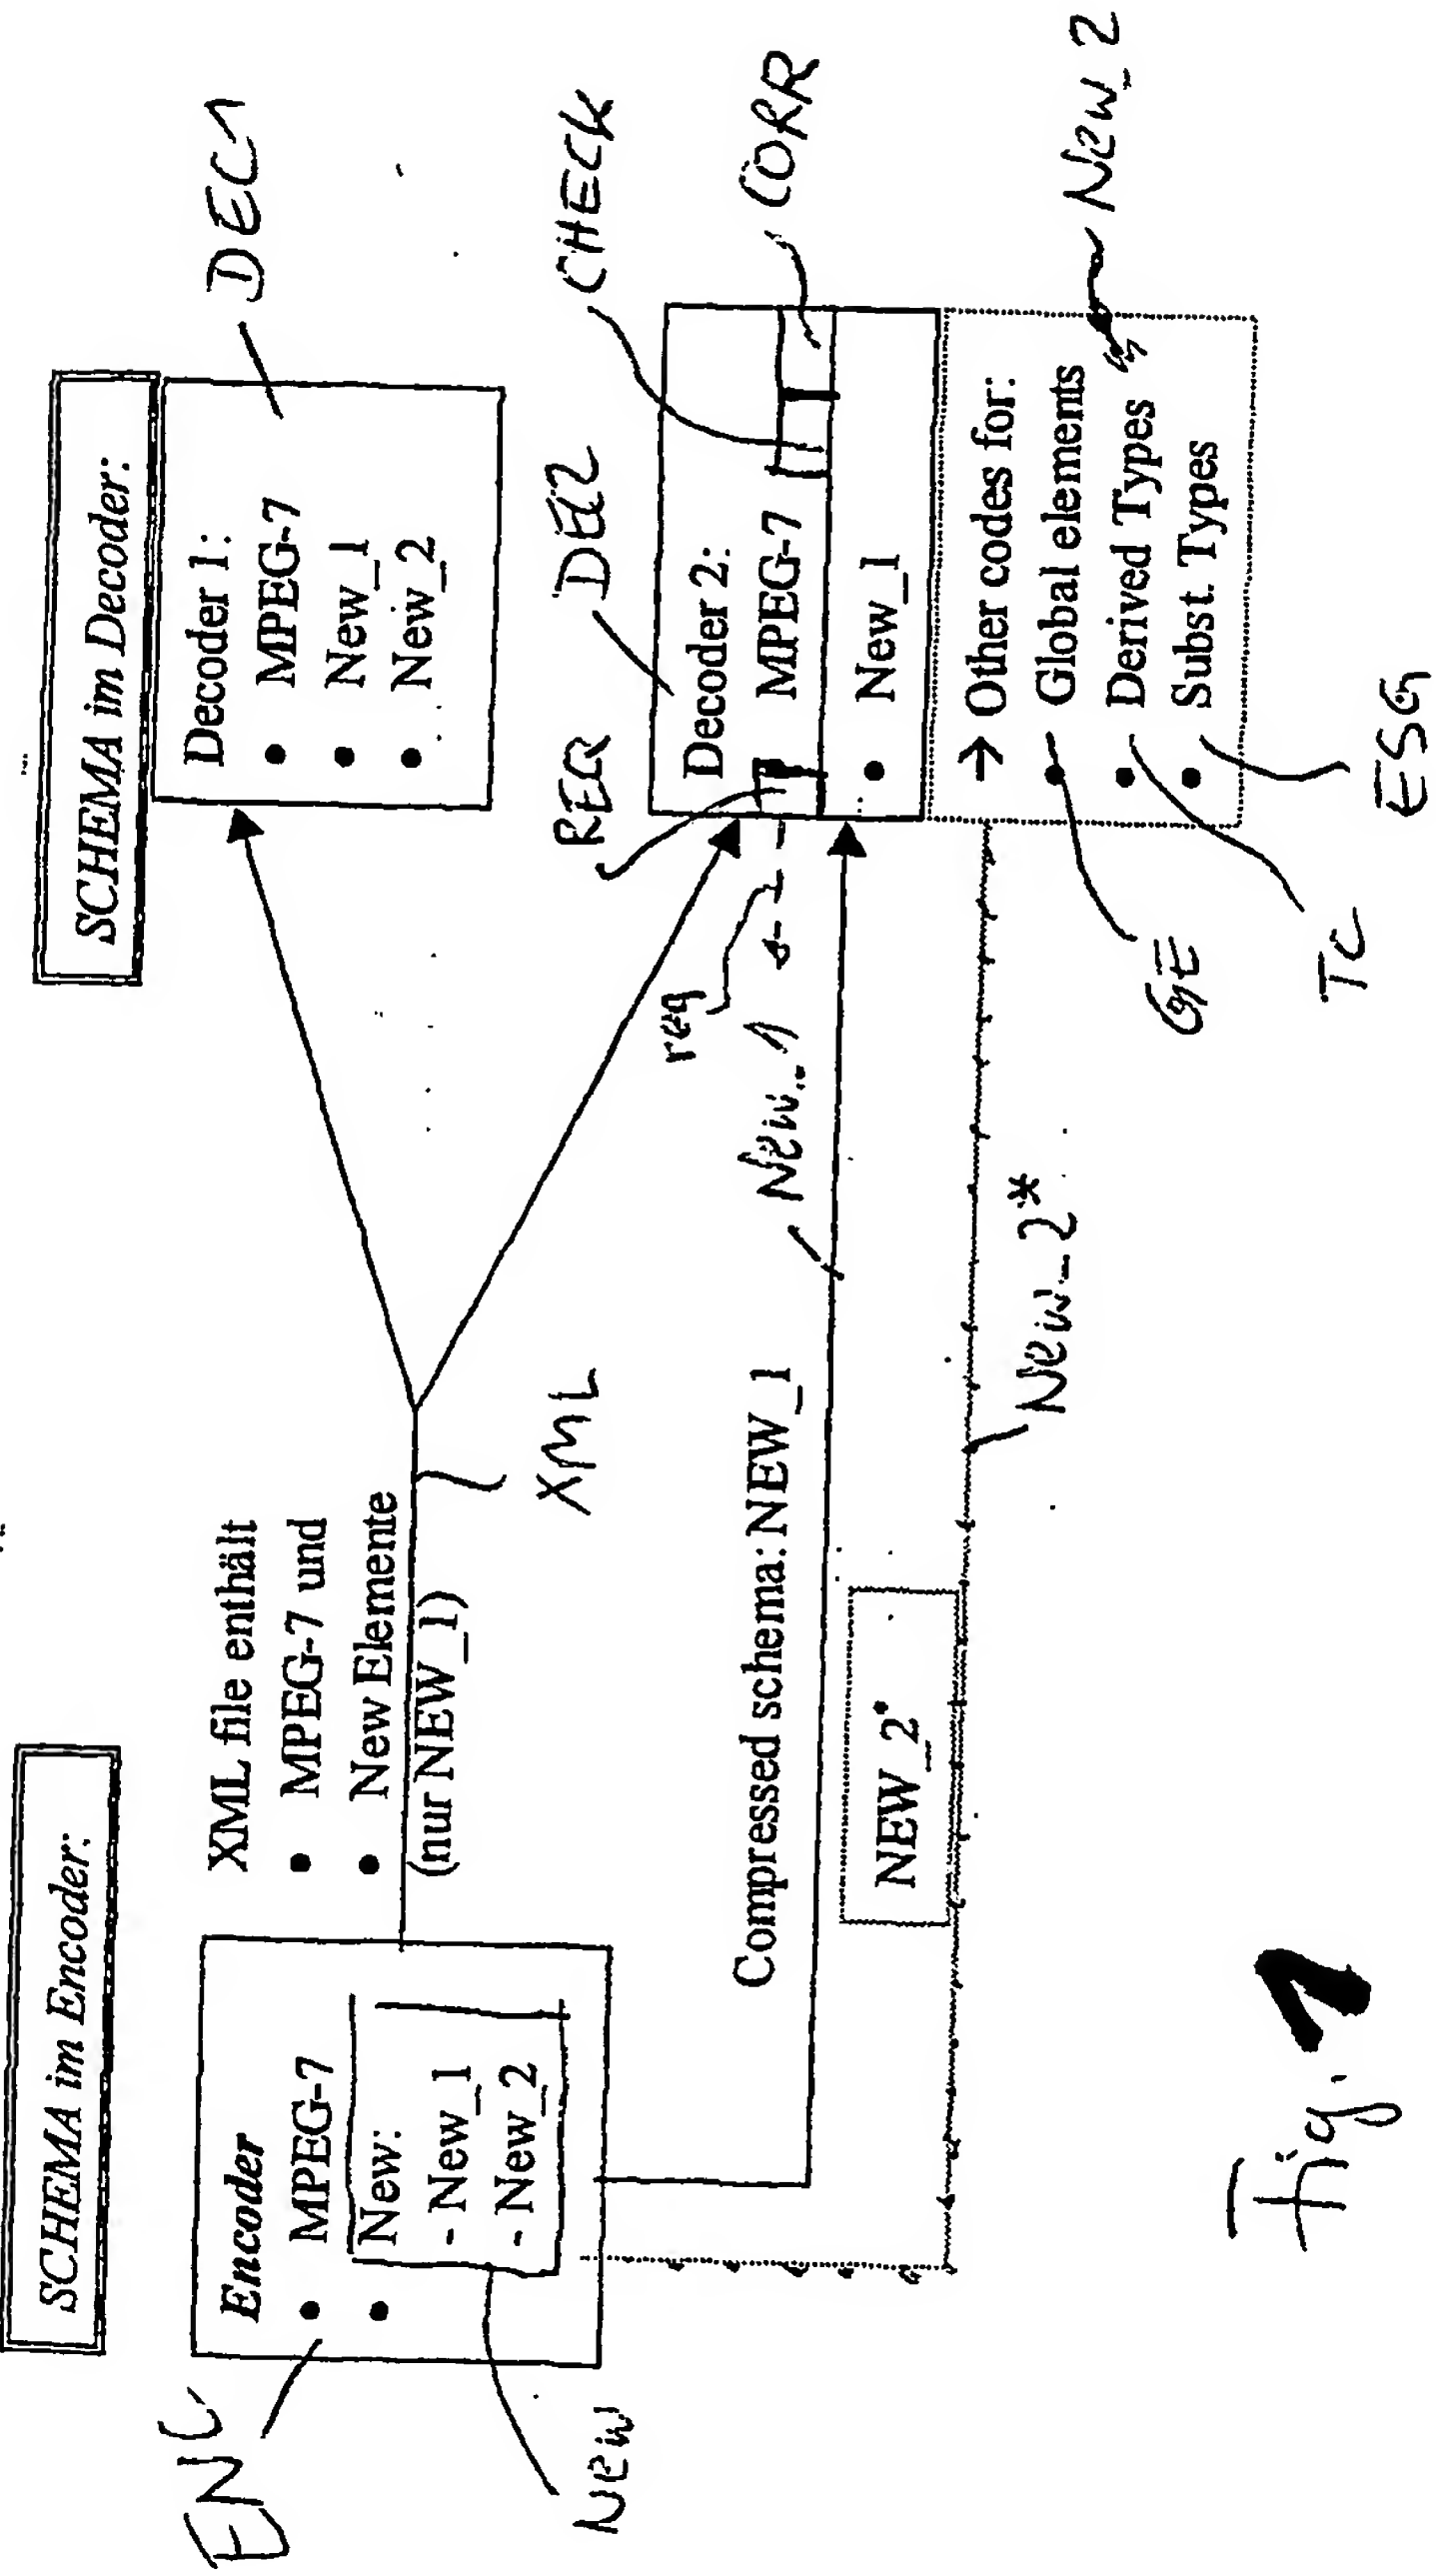 SCHEMA im Encoder:
SCHEMA im Decoder:
ENC
Encoder
• MPEG-7
• New:
- New_1
- New_2
New
XML file enthält
• MPEG-7 und
• New Elemente
(nur NEW_1)
XML
Decoder 1:
• MPEG-7
• New_1
• New_2
DEC1
REQ
DEC2
CHECK
Decoder 2:
• MPEG-7
• New_1
CORR
req
New_1
Compressed schema: NEW_1
NEW_2*
New_2*
→ Other codes for:
• Global elements
• Derived Types
• Subst. Types
New_2
GE
TC
ESG
Fig. 1